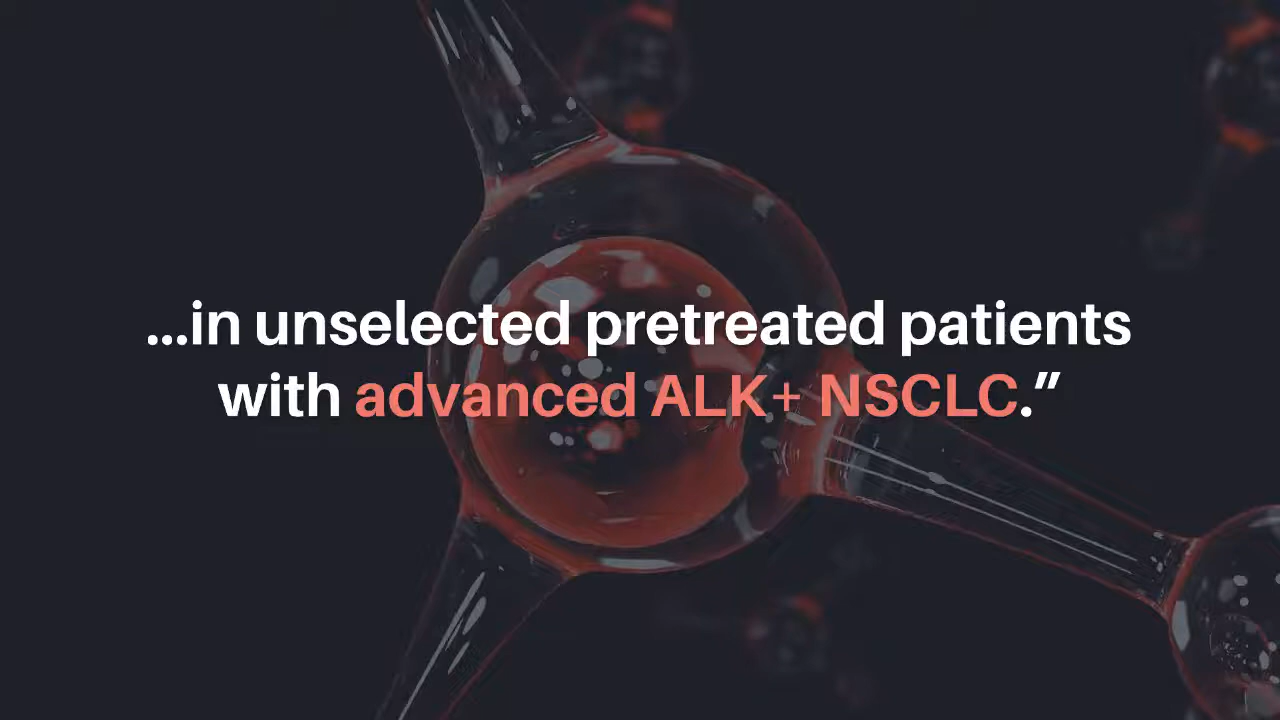 ...in unselected pretreated patients
with advanced ALK+ NSCLC.”